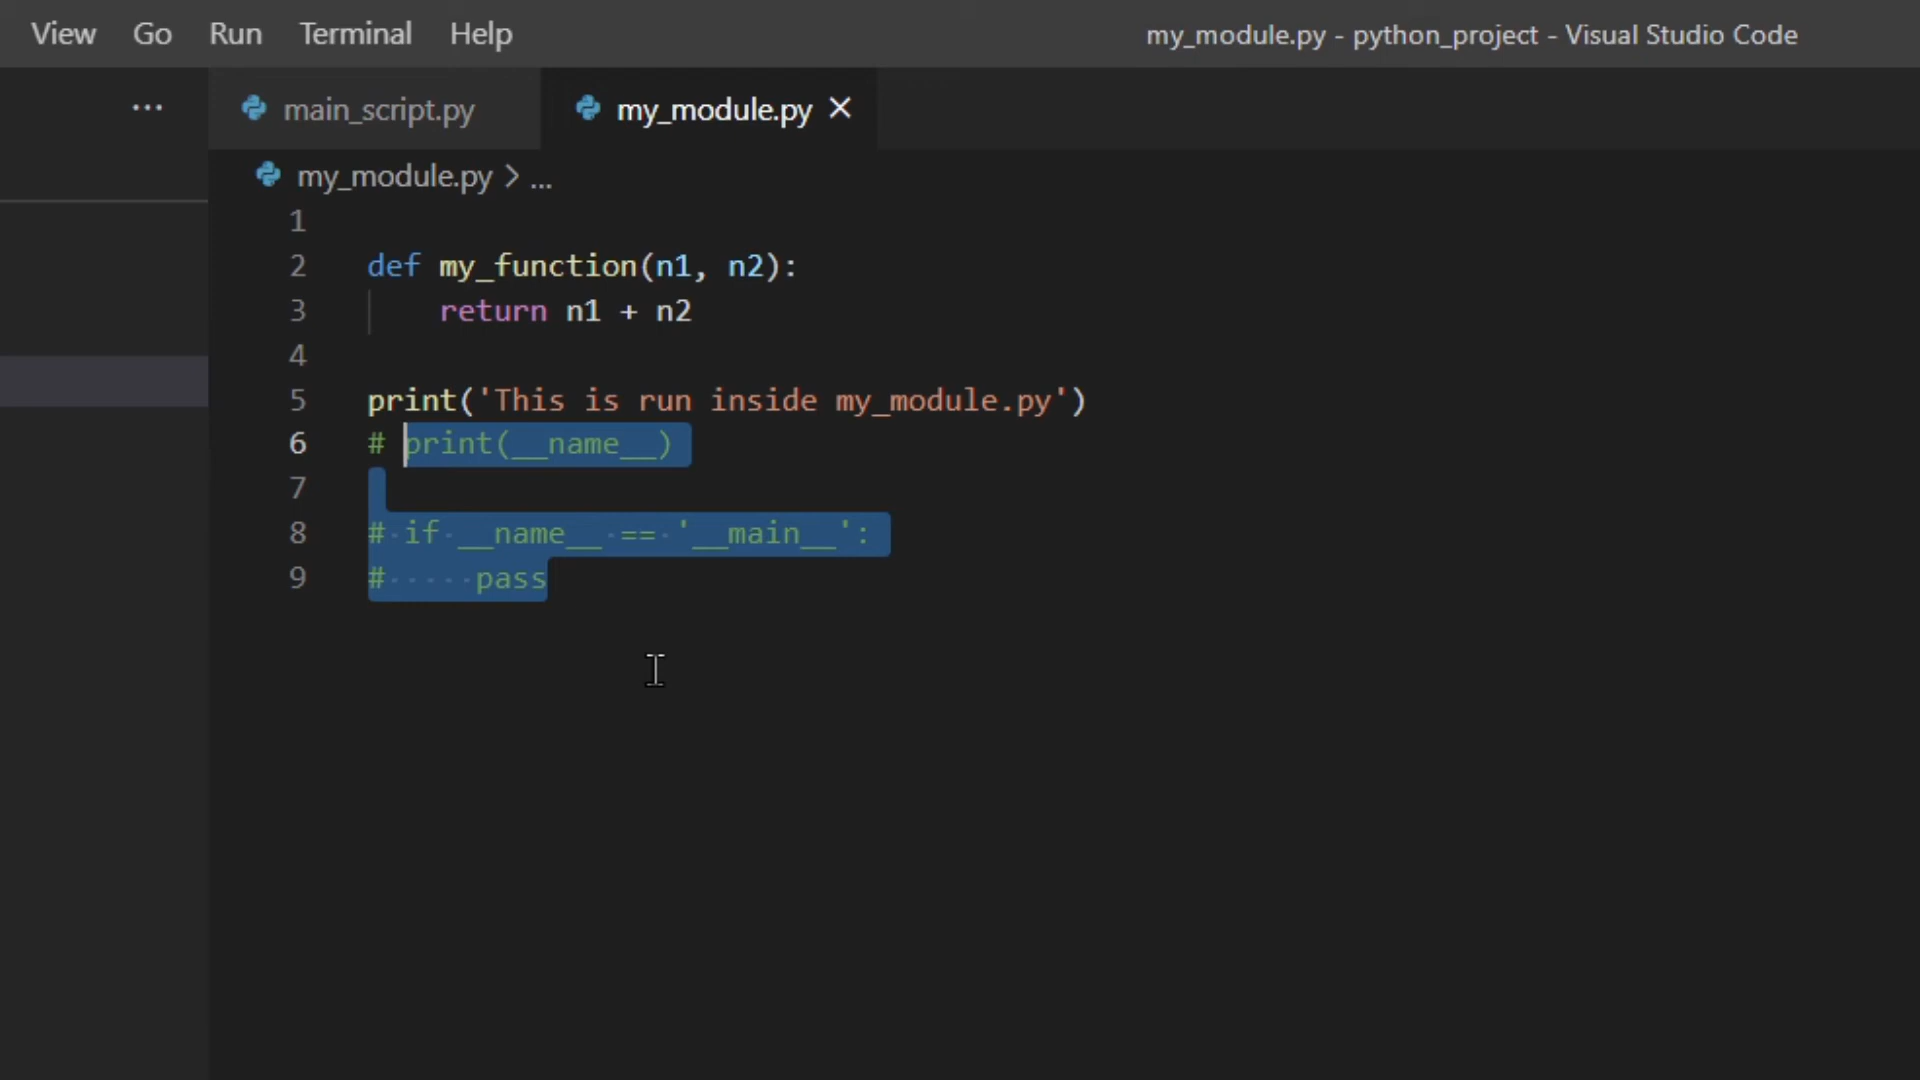 View Go Run Terminal Help
my_module.py - python_project - Visual Studio Code
... main_script.py my_module.py
my_module.py > ...
1
2 def my_function(n1, n2):
3     return n1 + n2
4
5 print('This is run inside my_module.py')
6 # print(__name__)
7
8 # if __name__ == '__main__':
9 #     pass